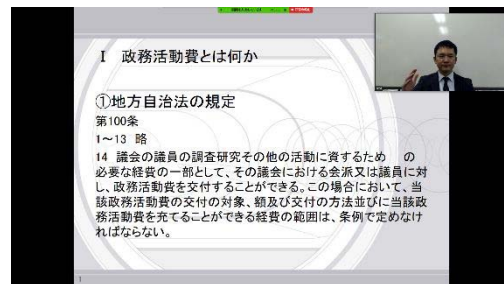 Ⅰ 政務活動費とは何か
①地方自治法の規定
第100条
1～13 略
14 議会の議員の調査研究その他の活動に資するため の
必要な経費の一部として、その議会における会派又は議員に対
し、政務活動費を交付することができる。この場合において、当
該政務活動費の交付の対象、額及び交付の方法並びに当該政
務活動費を充てることができる経費の範囲は、条例で定めなけ
ればならない。
1